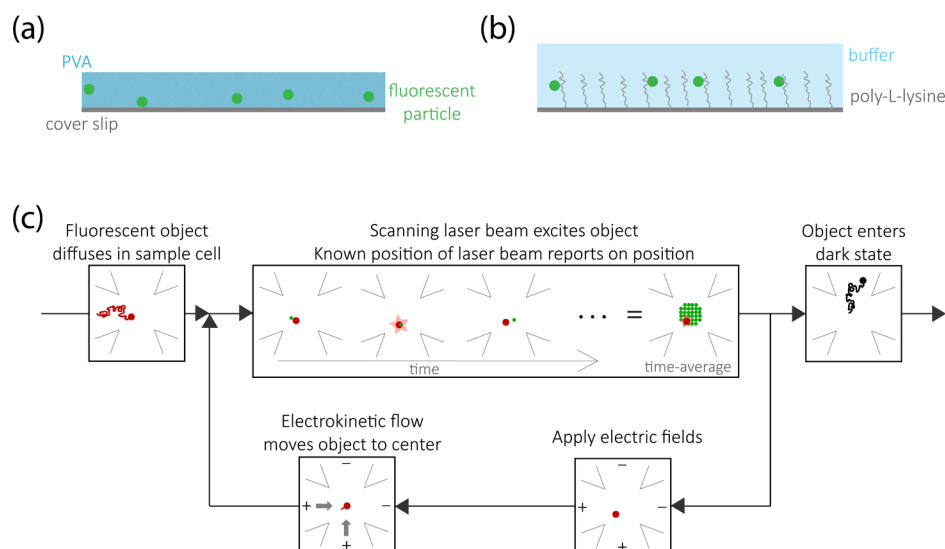 (a)
PVA
fluorescent
particle
cover slip
(b)
buffer
poly-L-lysine
(c)
Fluorescent object
diffuses in sample cell
Scanning laser beam excites object
Known position of laser beam reports on position
Object enters
dark state
... =
time
time-average
Electrokinetic flow
moves object to center
Apply electric fields
−
+
−
+
−
+
−
+